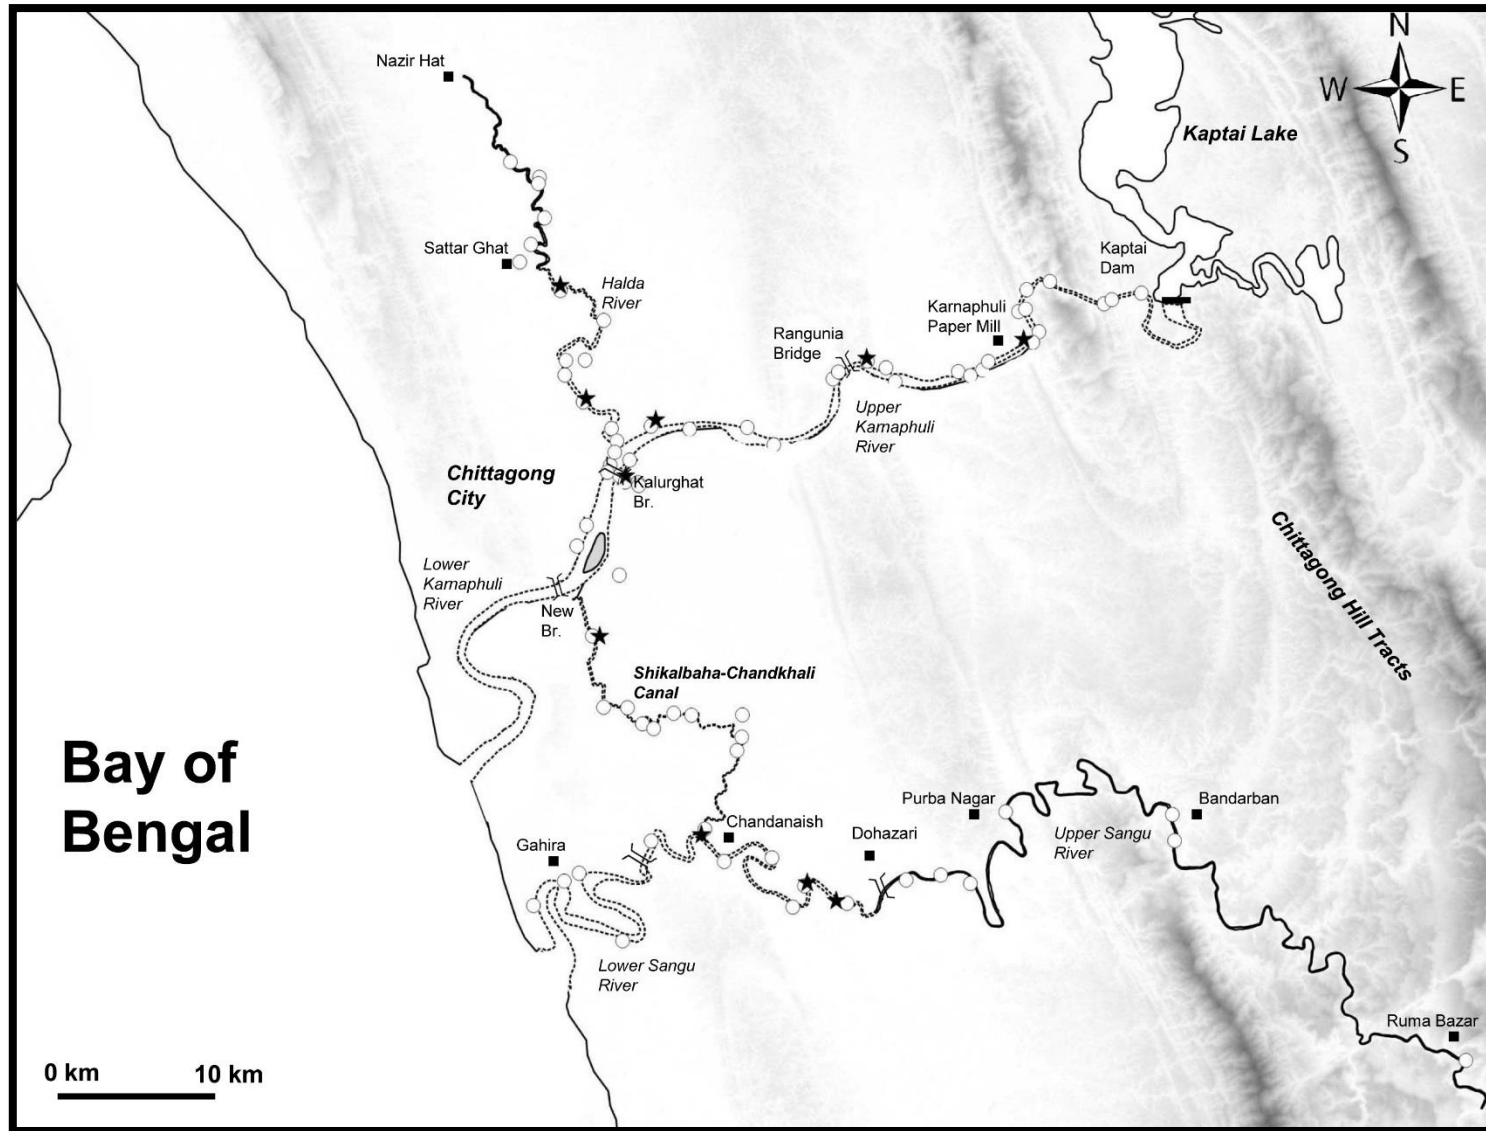 N
W
E
S
Nazir Hat
Kaptai Lake
Sattar Ghat
Halda
River
Kaptai
Dam
Karnaphuli
Paper Mill
Rangunia
Bridge
Upper
Karnaphuli
River
Chittagong
City
Kalurghat
Br.
Chittagong Hill Tracts
Lower
Karnaphuli
River
New
Br.
Shikalbaha-Chandkhali
Canal
Bay of
Bengal
Purba Nagar
Bandarban
Chandanaish
Dohazari
Upper Sangu
River
Gahira
Lower Sangu
River
Ruma Bazar
0 km
10 km